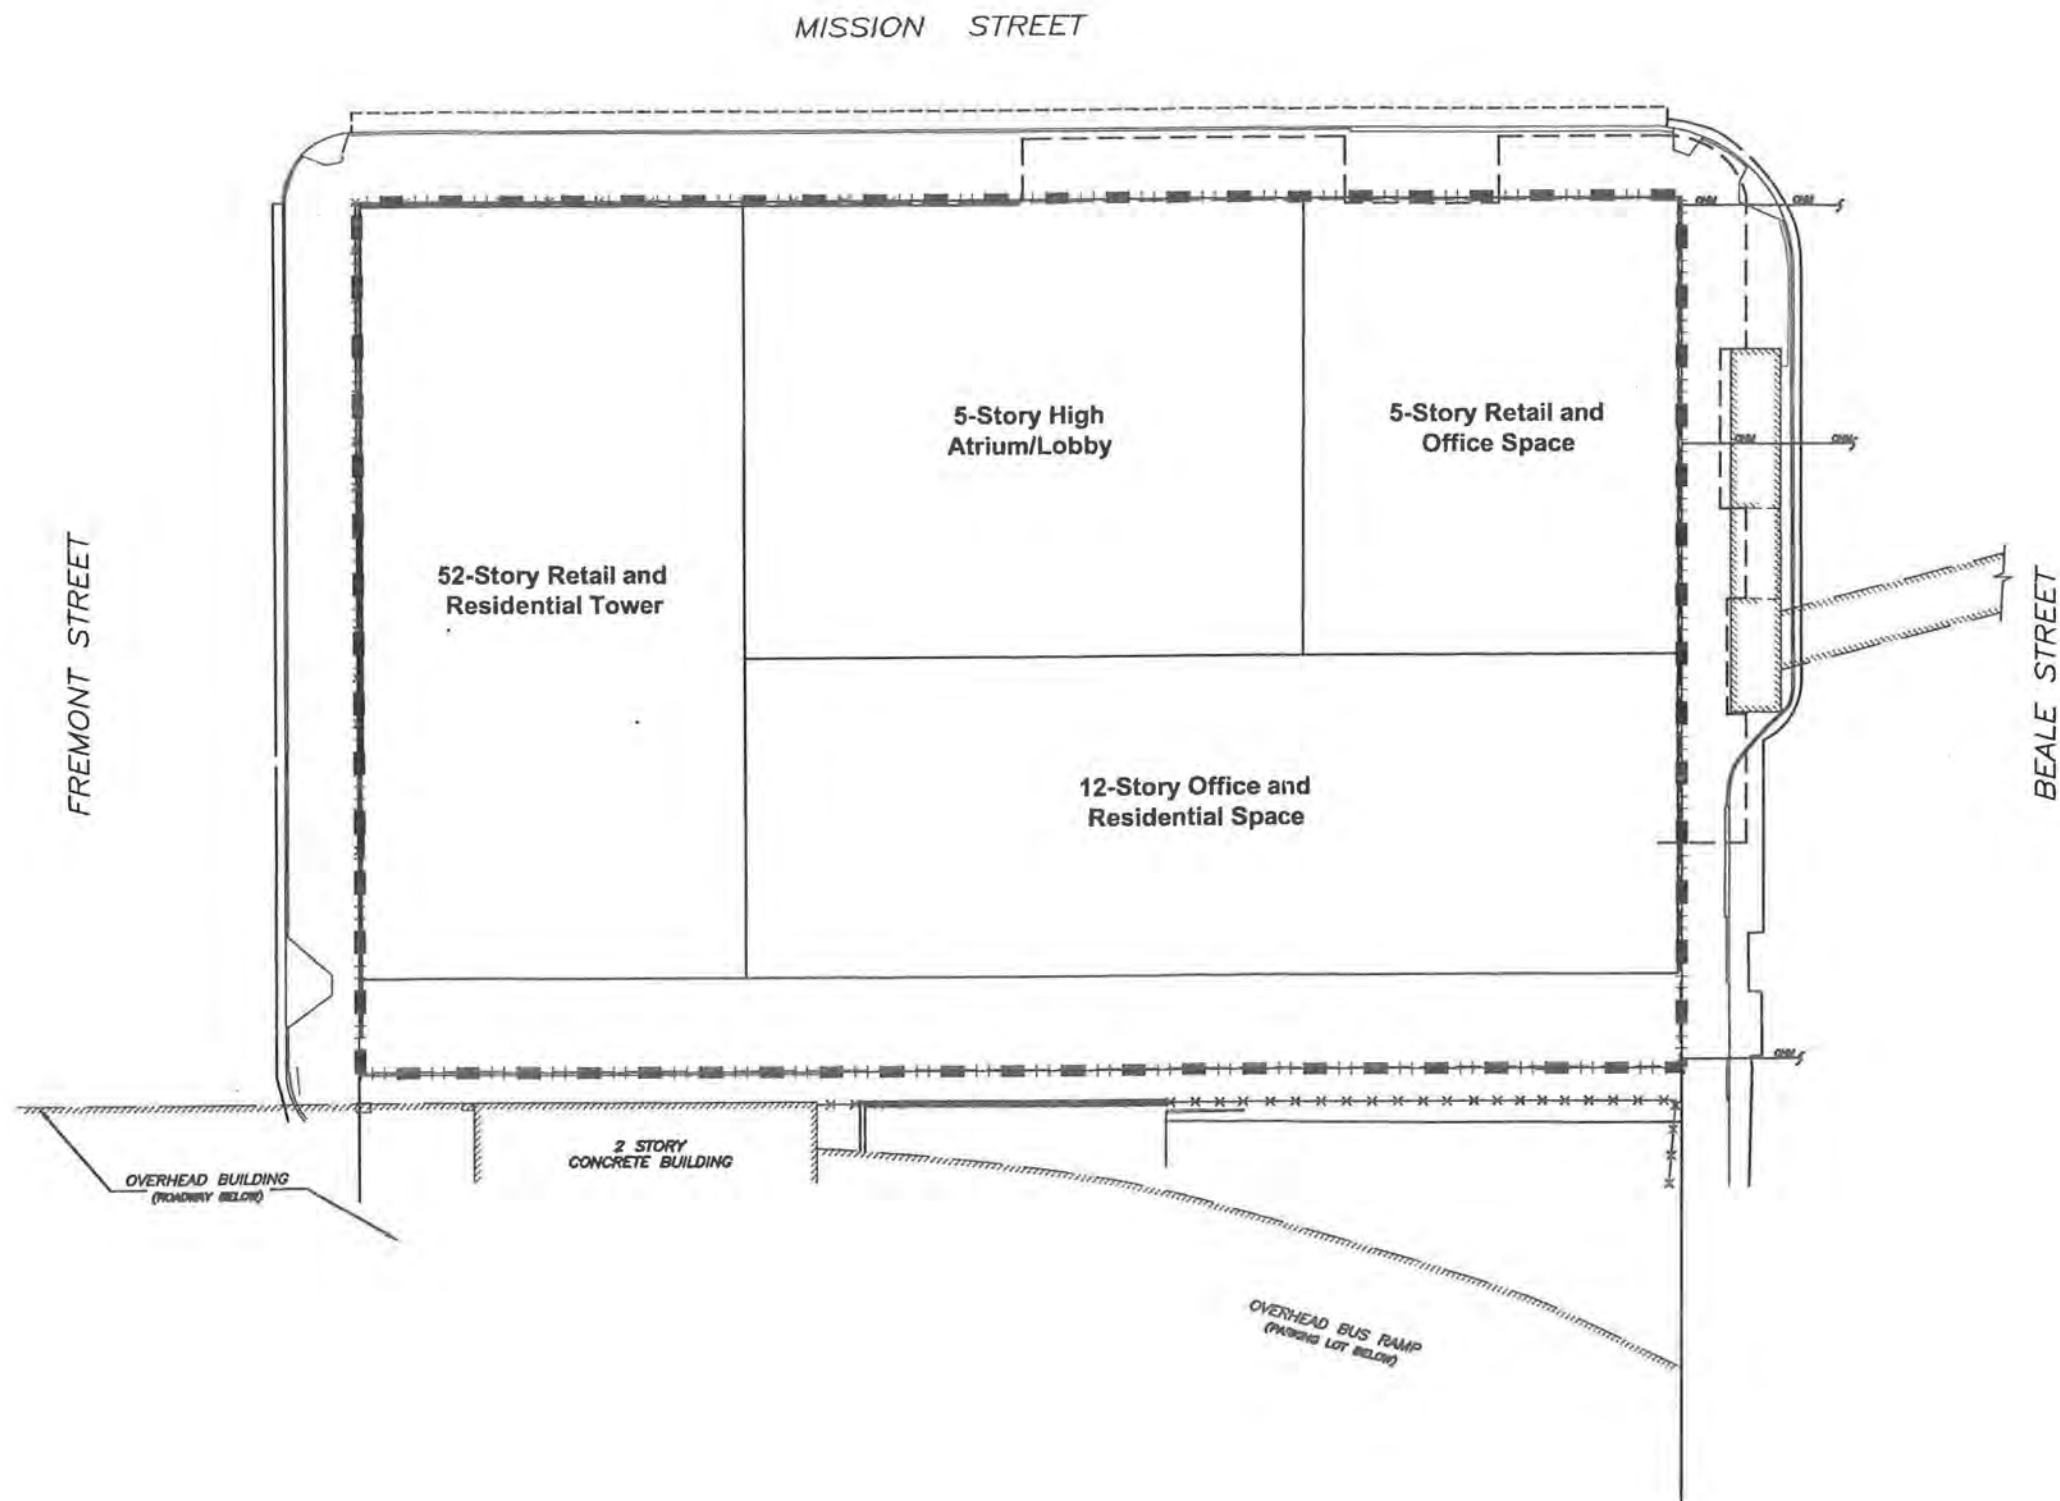 MISSION STREET
5-Story High
Atrium/Lobby
5-Story Retail and
Office Space
52-Story Retail and
Residential Tower
FREMONT STREET
BEALE STREET
12-Story Office and
Residential Space
2 STORY
CONCRETE BUILDING
OVERHEAD BUILDING
(ROADWAY BELOW)
OVERHEAD BUS RAMP
(PARKING LOT BELOW)